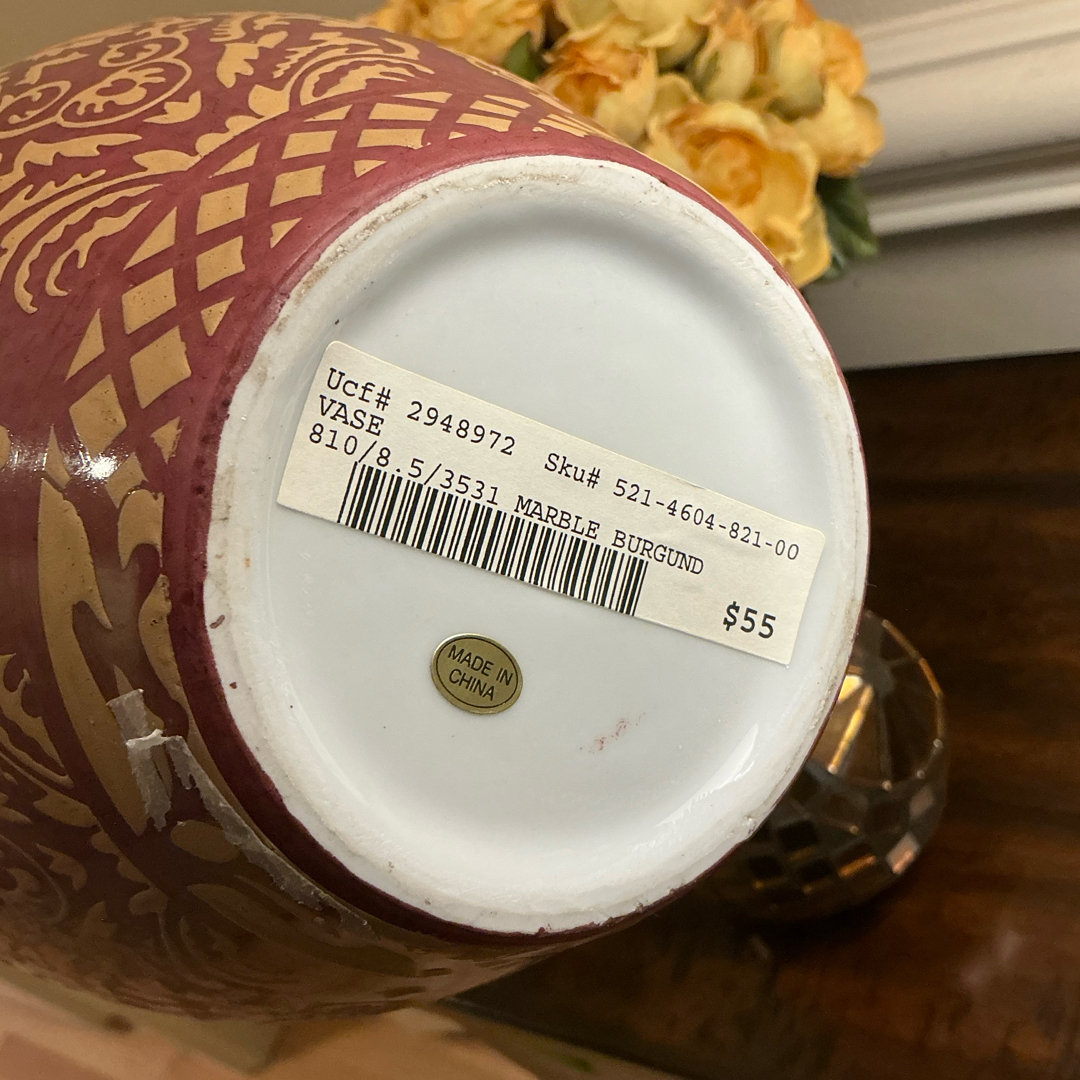 Ucf# 2948972 Sku# 521-4604-821-00
VASE
810/8.5/3531 MARBLE BURGUND
$55
MADE IN
CHINA